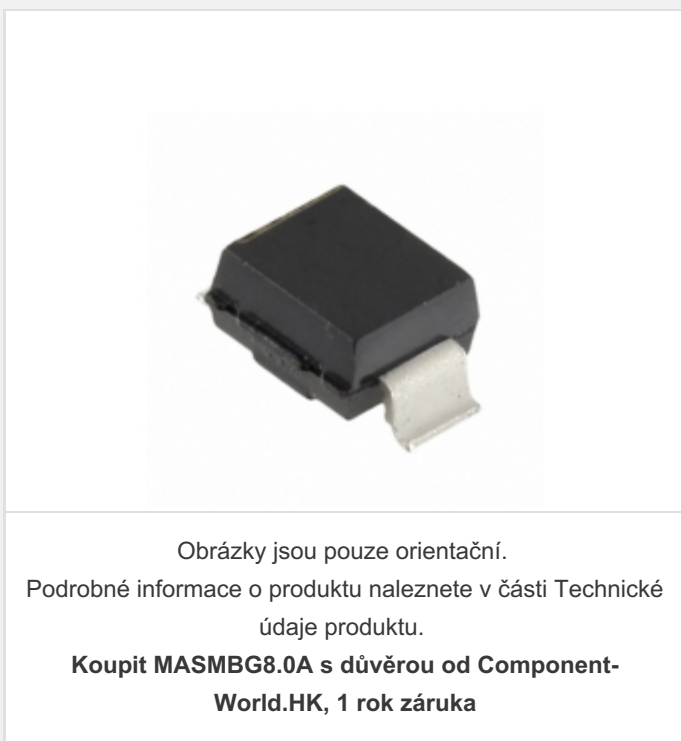 Obrázky jsou pouze orientační.
Podrobné informace o produktu naleznete v části Technické
údaje produktu.
Koupit MASMBG8.0A s důvěrou od Component-
World.HK, 1 rok záruka